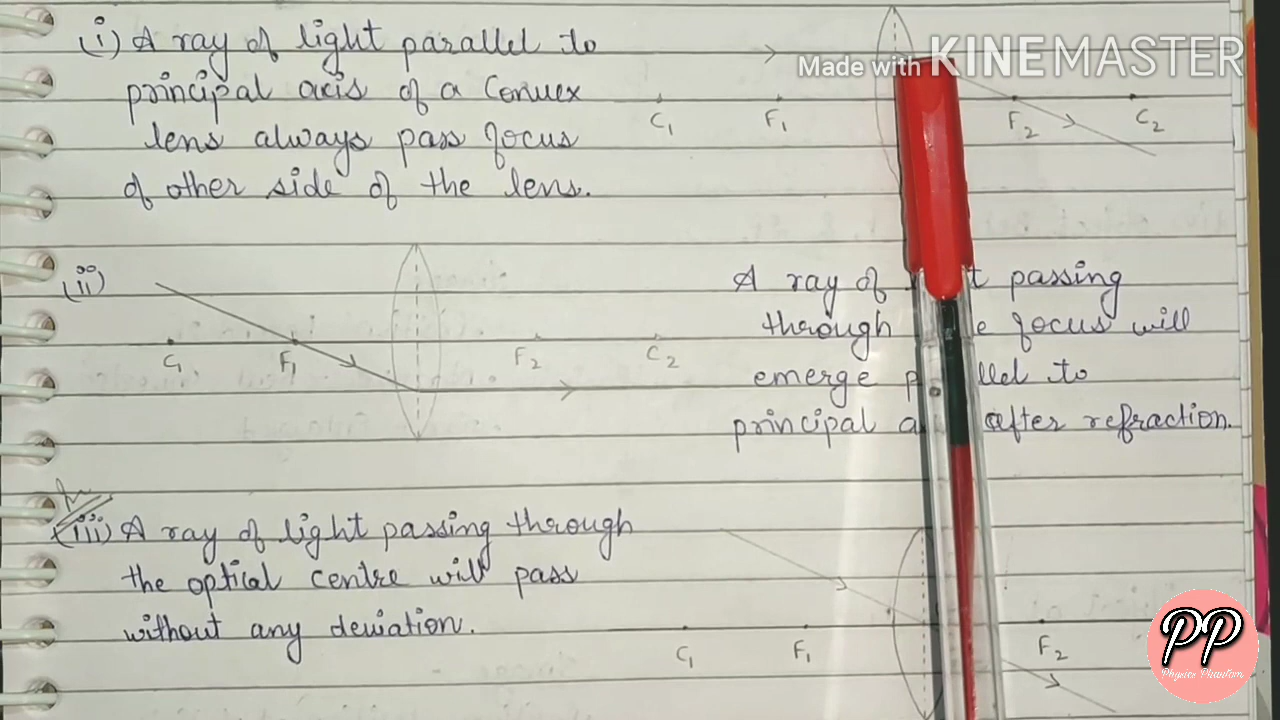 (i) A ray of light parallel to
principal axis of a Convex
lens always pass focus
of other side of the lens.
Made with KINEMASTER
C1 F1 F2 C2
(ii)
C1 F1 F2 C2
A ray of t passing
through e focus will
emerge p llel to
principal a after refraction.
(iii) A ray of light passing through
the optical centre will pass
without any deviation.
C1 F1 F2
PP
Physics Phantom